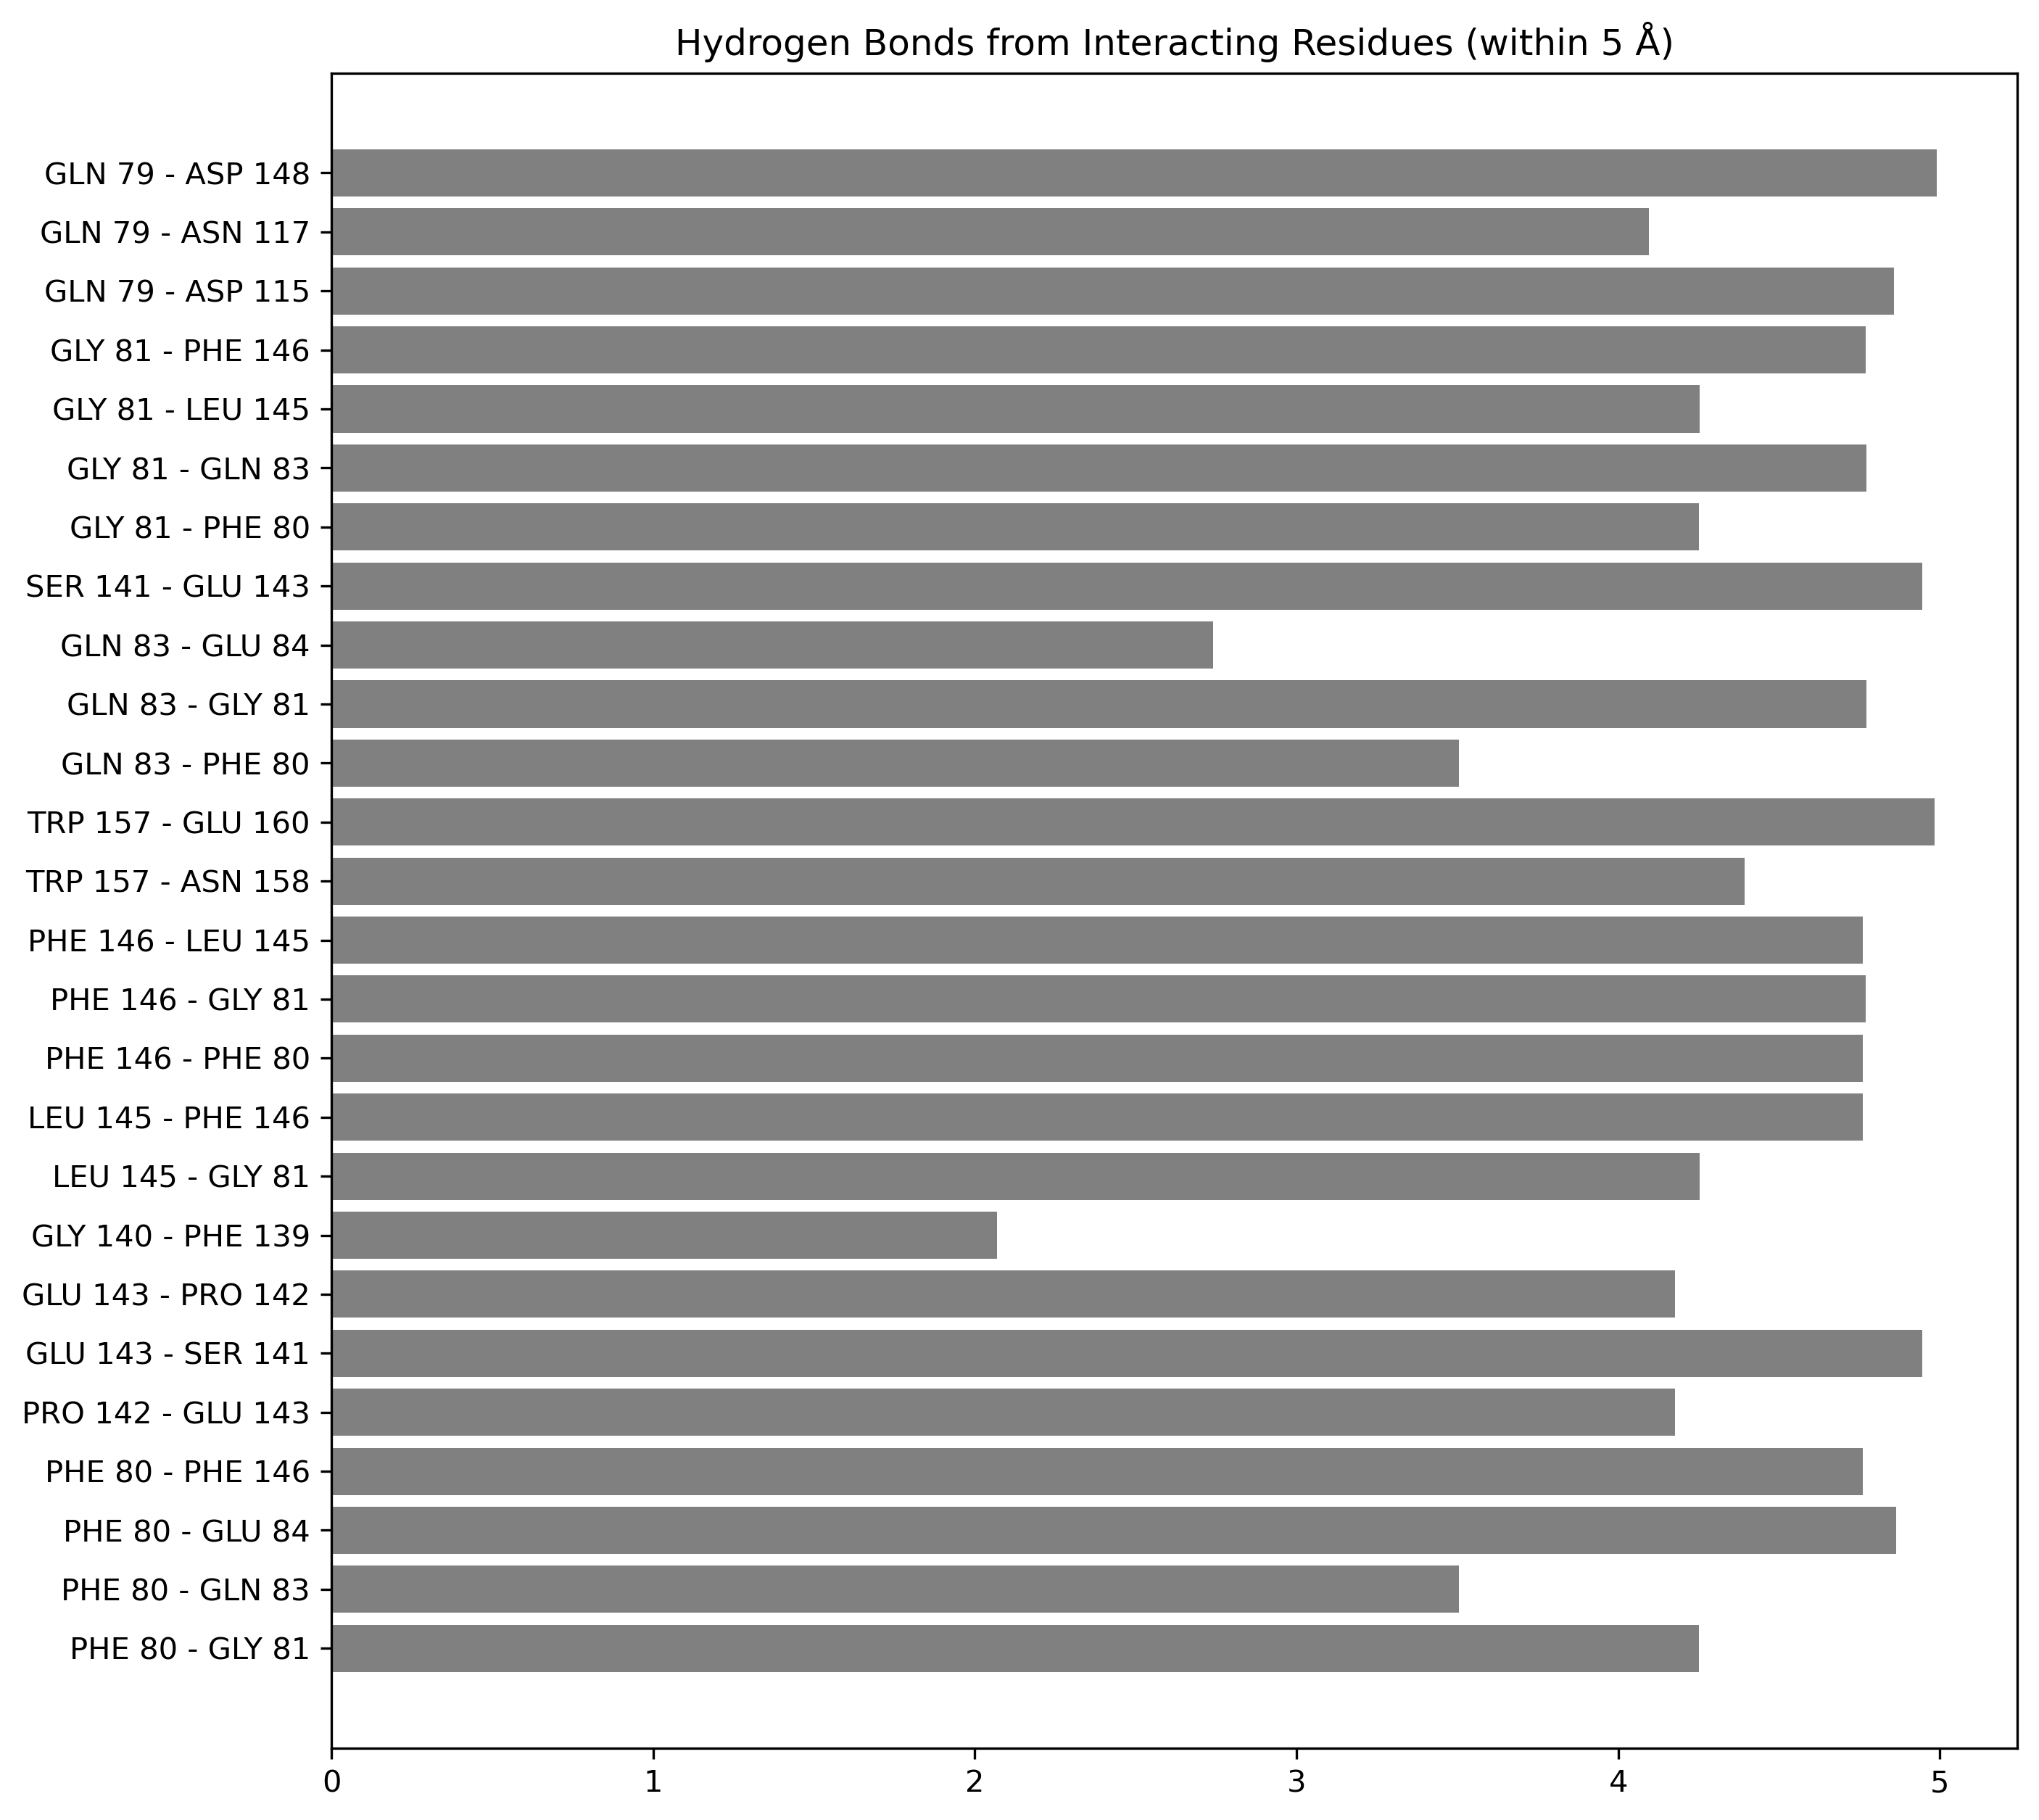 Hydrogen Bonds from Interacting Residues (within 5 Å)
GLN 79 - ASP 148
GLN 79 - ASN 117
GLN 79 - ASP 115
GLY 81 - PHE 146
GLY 81 - LEU 145
GLY 81 - GLN 83
GLY 81 - PHE 80
SER 141 - GLU 143
GLN 83 - GLU 84
GLN 83 - GLY 81
GLN 83 - PHE 80
TRP 157 - GLU 160
TRP 157 - ASN 158
PHE 146 - LEU 145
PHE 146 - GLY 81
PHE 146 - PHE 80
LEU 145 - PHE 146
LEU 145 - GLY 81
GLY 140 - PHE 139
GLU 143 - PRO 142
GLU 143 - SER 141
PRO 142 - GLU 143
PHE 80 - PHE 146
PHE 80 - GLU 84
PHE 80 - GLN 83
PHE 80 - GLY 81
0 1 2 3 4 5